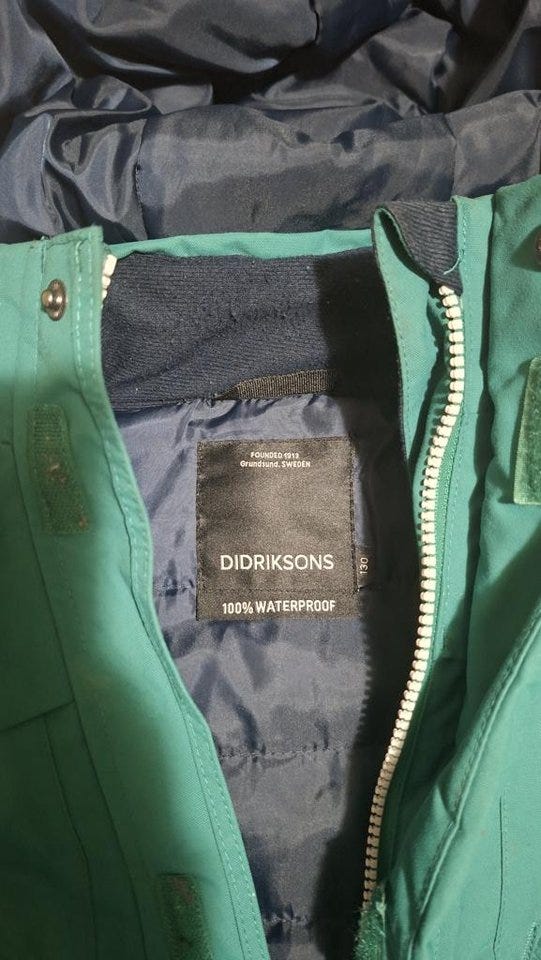 FOUNDED 1913
Grundsund, SWEDEN
DIDRIKSONS
130
100% WATERPROOF